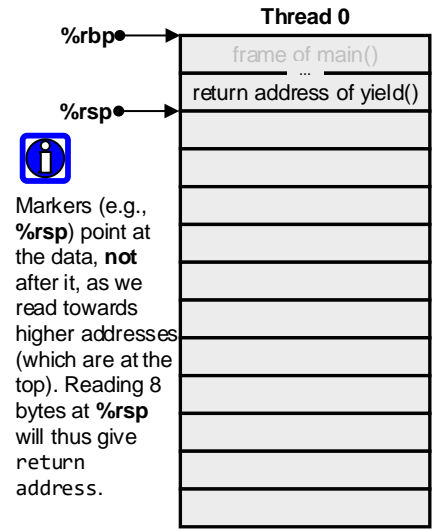 Thread 0
%rbp
frame of main()
...
return address of yield()
%rsp
i
Markers (e.g.,
%rsp) point at
the data, not
after it, as we
read towards
higher addresses
(which are at the
top). Reading 8
bytes at %rsp
will thus give
return
address.